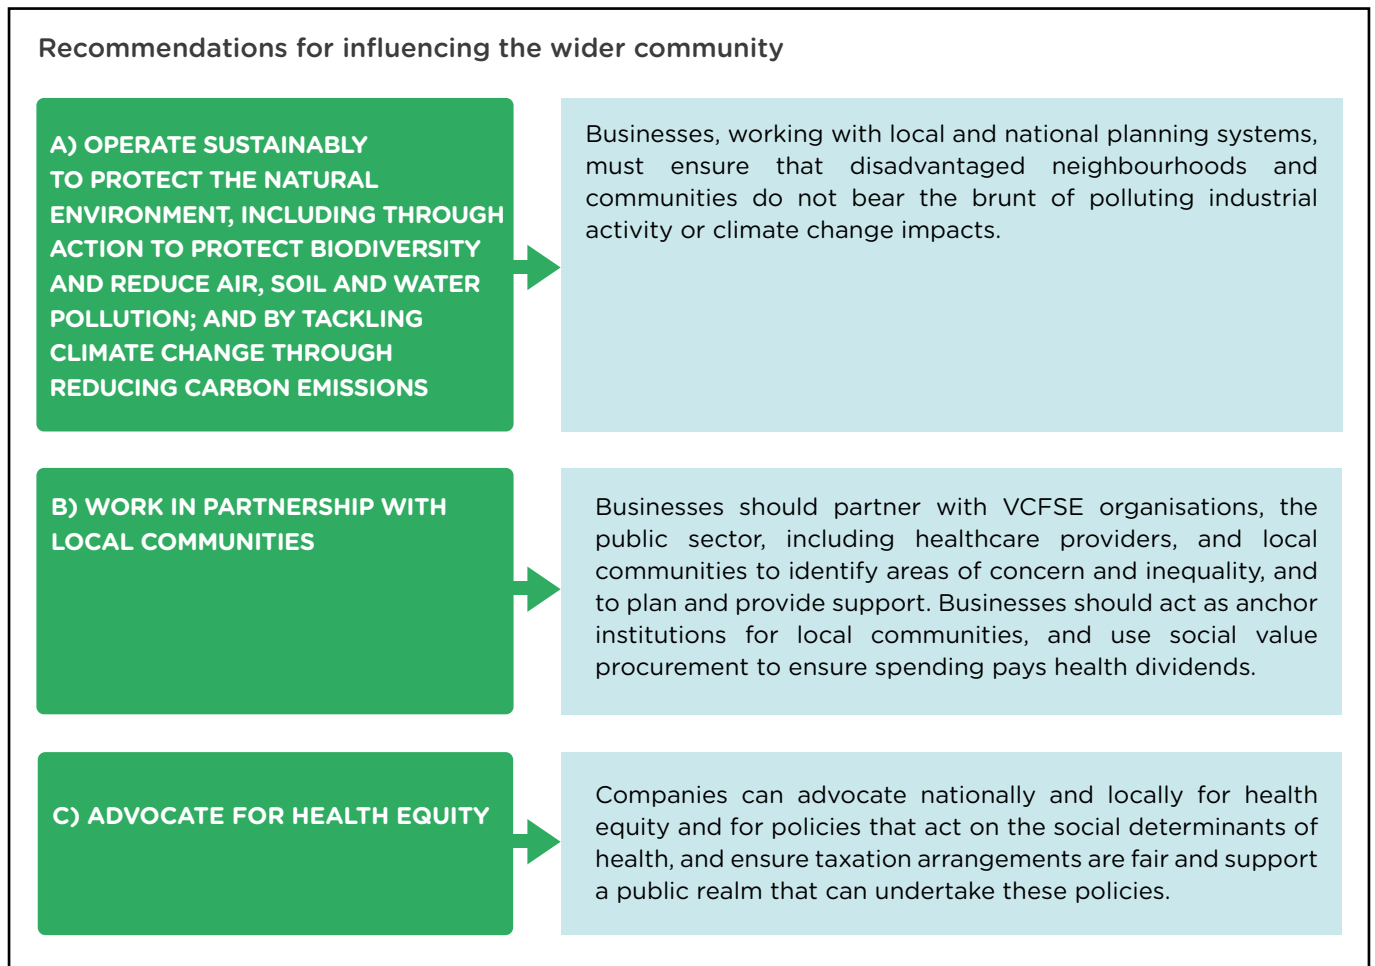 Recommendations for influencing the wider community
A) OPERATE SUSTAINABLY
TO PROTECT THE NATURAL
ENVIRONMENT, INCLUDING THROUGH
ACTION TO PROTECT BIODIVERSITY
AND REDUCE AIR, SOIL AND WATER
POLLUTION; AND BY TACKLING
CLIMATE CHANGE THROUGH
REDUCING CARBON EMISSIONS
Businesses, working with local and national planning systems,
must ensure that disadvantaged neighbourhoods and
communities do not bear the brunt of polluting industrial
activity or climate change impacts.
B) WORK IN PARTNERSHIP WITH
LOCAL COMMUNITIES
Businesses should partner with VCFSE organisations, the
public sector, including healthcare providers, and local
communities to identify areas of concern and inequality, and
to plan and provide support. Businesses should act as anchor
institutions for local communities, and use social value
procurement to ensure spending pays health dividends.
C) ADVOCATE FOR HEALTH EQUITY
Companies can advocate nationally and locally for health
equity and for policies that act on the social determinants of
health, and ensure taxation arrangements are fair and support
a public realm that can undertake these policies.